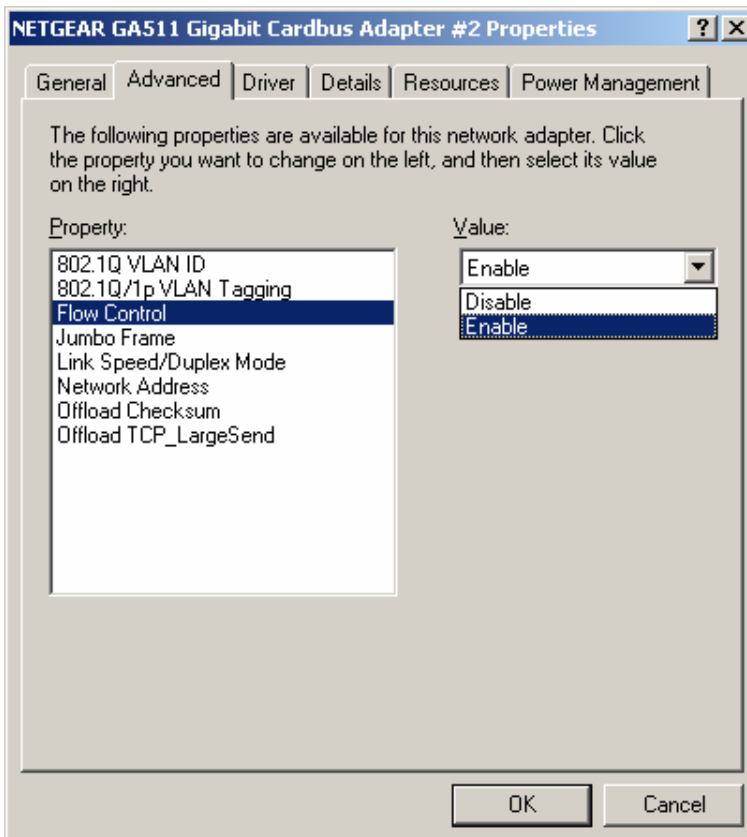 NETGEAR GA511 Gigabit Cardbus Adapter #2 Properties
General Advanced Driver Details Resources Power Management
The following properties are available for this network adapter. Click
the property you want to change on the left, and then select its value
on the right.
Property:
Value:
802.1Q VLAN ID
802.1Q/1p VLAN Tagging
Flow Control
Jumbo Frame
Link Speed/Duplex Mode
Network Address
Offload Checksum
Offload TCP_LargeSend
Enable
Disable
Enable
OK
Cancel